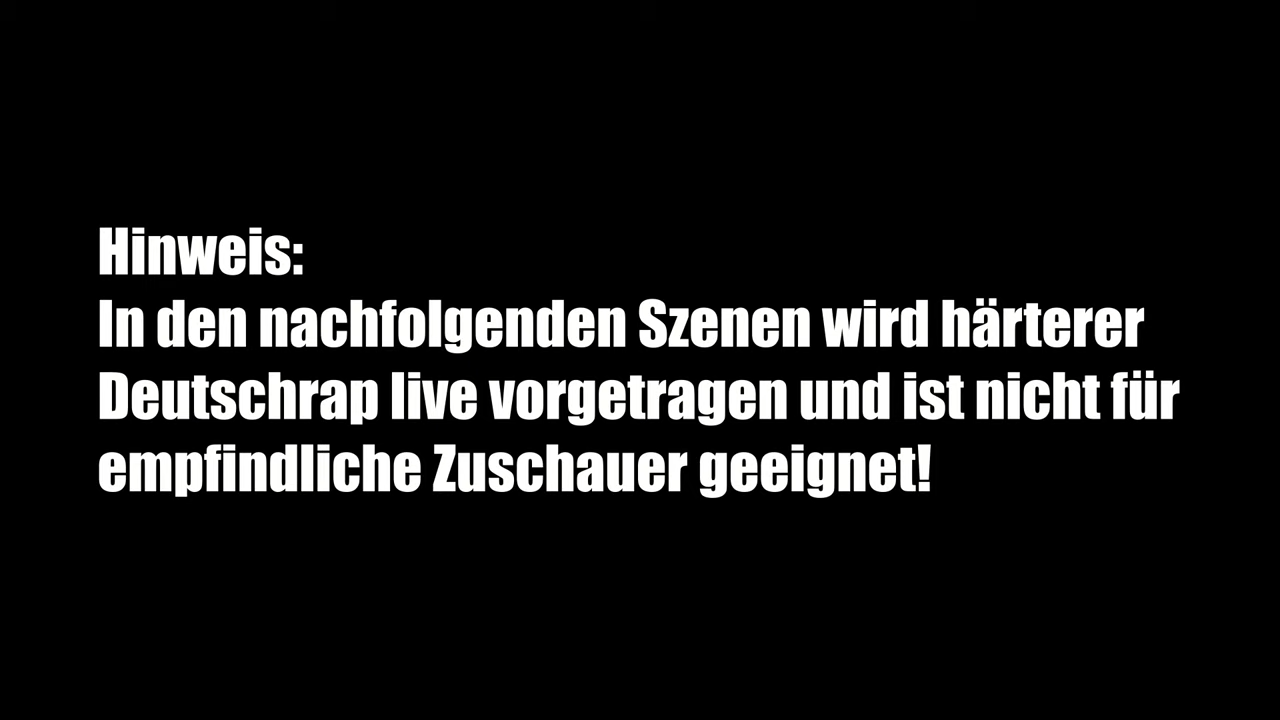 Hinweis:
In den nachfolgenden Szenen wird härterer
Deutschrap live vorgetragen und ist nicht für
empfindliche Zuschauer geeignet!